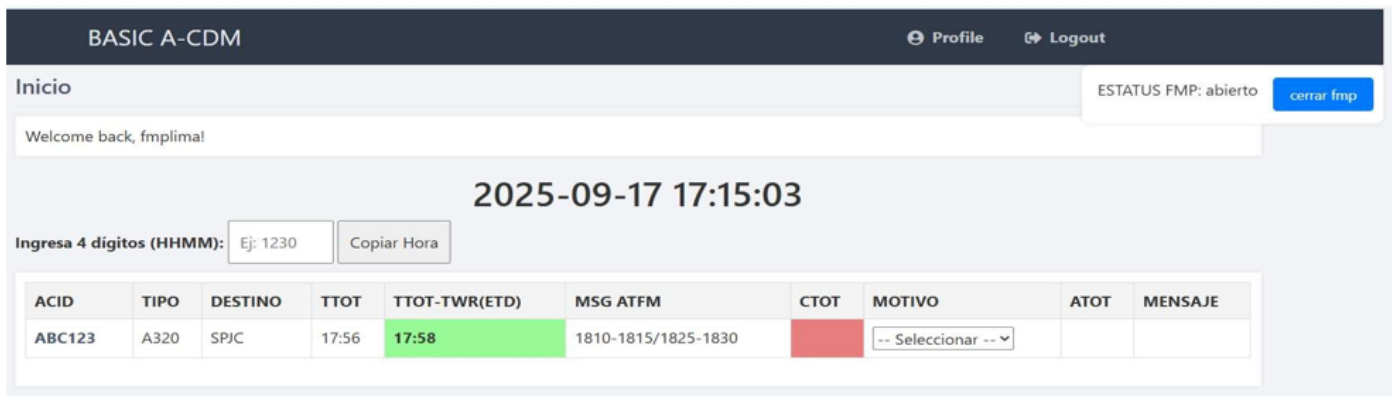 BASIC A-CDM Profile Logout
Inicio
ESTATUS FMP: abierto cerrar fmp
Welcome back, fmplima!
2025-09-17 17:15:03
Ingresa 4 dígitos (HHMM): Ej: 1230 Copiar Hora
ACID TIPO DESTINO TTOT TTOT-TWR(ETD) MSG ATFM CTOT MOTIVO ATOT MENSAJE
ABC123 A320 SPJC 17:56 17:58 1810-1815/1825-1830 -- Seleccionar --